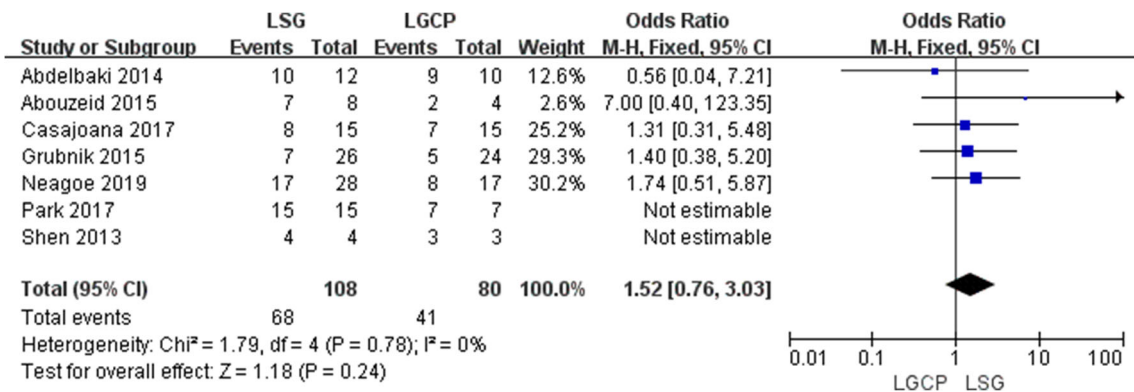 LSG LGCP Odds Ratio Odds Ratio
Study or Subgroup Events Total Events Total Weight M-H, Fixed, 95% CI M-H, Fixed, 95% CI
Abdelbaki 2014 10 12 9 10 12.6% 0.56 [0.04, 7.21]
Abouzeid 2015 7 8 2 4 2.6% 7.00 [0.40, 123.35]
Casajoana 2017 8 15 7 15 25.2% 1.31 [0.31, 5.48]
Grubnik 2015 7 26 5 24 29.3% 1.40 [0.38, 5.20]
Neagoe 2019 17 28 8 17 30.2% 1.74 [0.51, 5.87]
Park 2017 15 15 7 7 Not estimable
Shen 2013 4 4 3 3 Not estimable
Total (95% CI) 108 80 100.0% 1.52 [0.76, 3.03]
Total events 68 41
Heterogeneity: Chi² = 1.79, df = 4 (P = 0.78); I² = 0%
Test for overall effect: Z = 1.18 (P = 0.24)
0.01 0.1 1 10 100
LGCP LSG